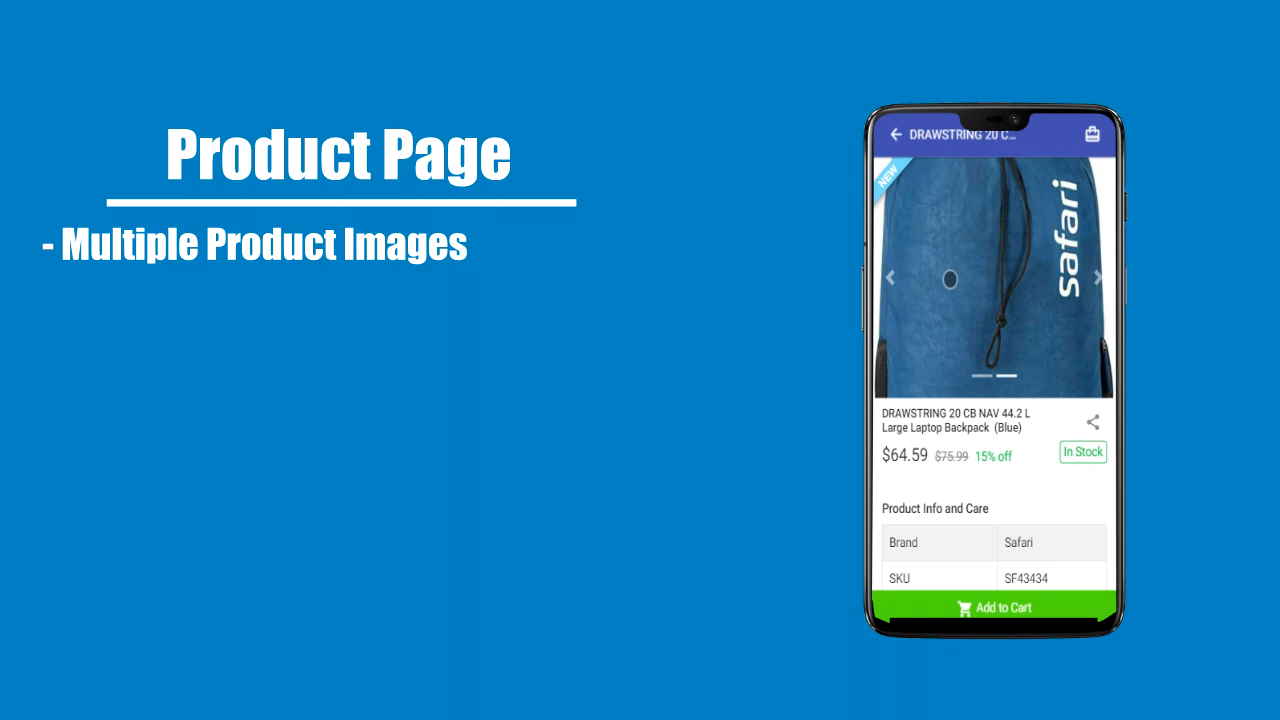 Product Page
- Multiple Product Images
DRAWSTRING 20 C...
NEW
safari
DRAWSTRING 20 CB NAV 44.2 L
Large Laptop Backpack (Blue)
$64.59 $75.99 15% off
In Stock
Product Info and Care
Brand Safari
SKU SF43434
Add to Cart